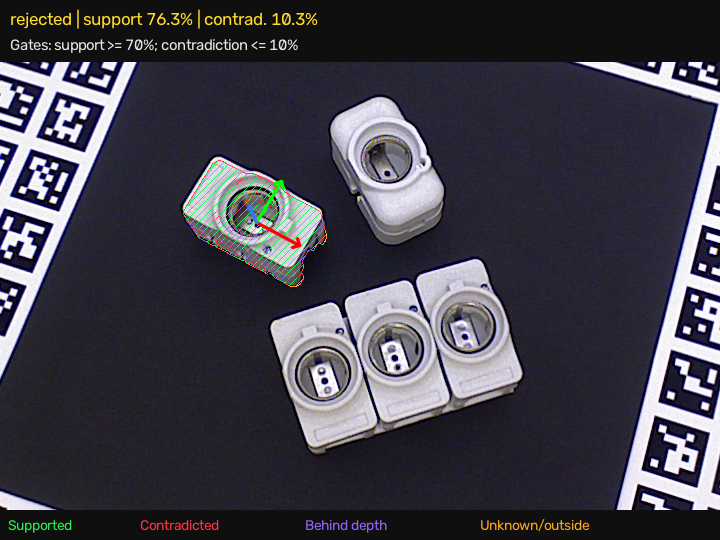 rejected | support 76.3% | contrad. 10.3%
Gates: support >= 70%; contradiction <= 10%
Supported
Contradicted
Behind depth
Unknown/outside